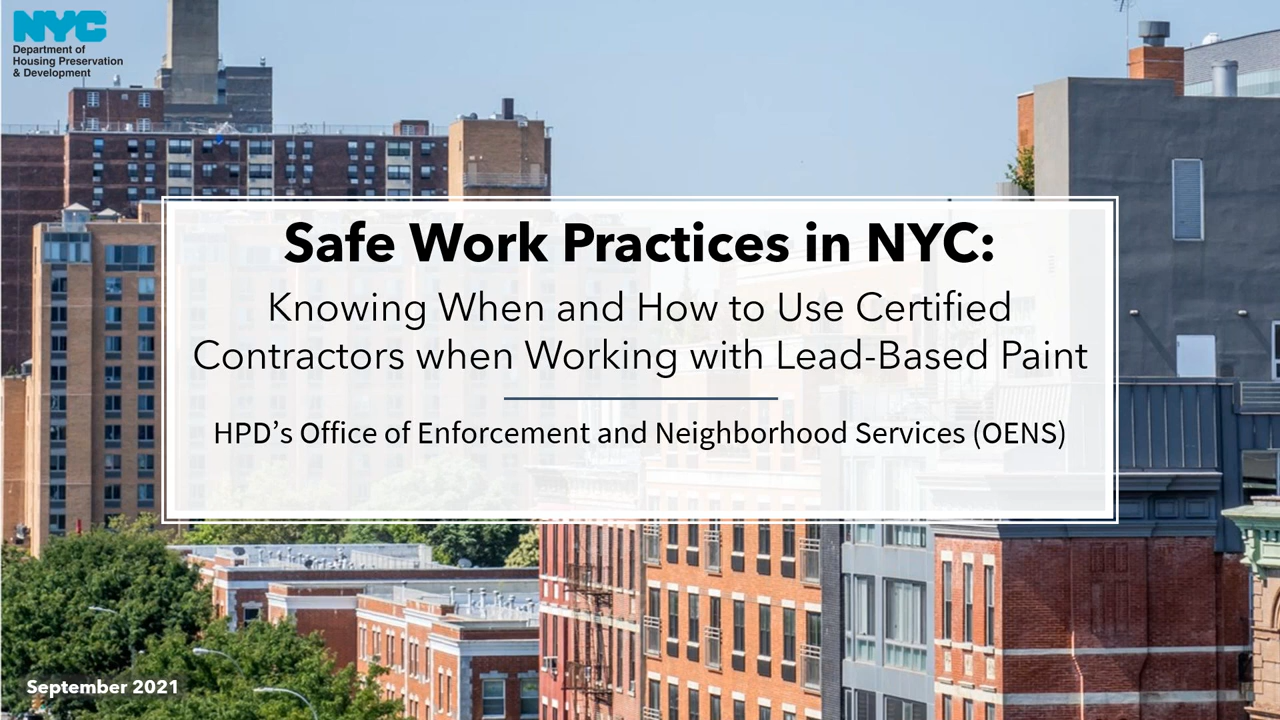 NYC
Department of
Housing Preservation
& Development
Safe Work Practices in NYC:
Knowing When and How to Use Certified
Contractors when Working with Lead-Based Paint
HPD’s Office of Enforcement and Neighborhood Services (OENS)
September 2021